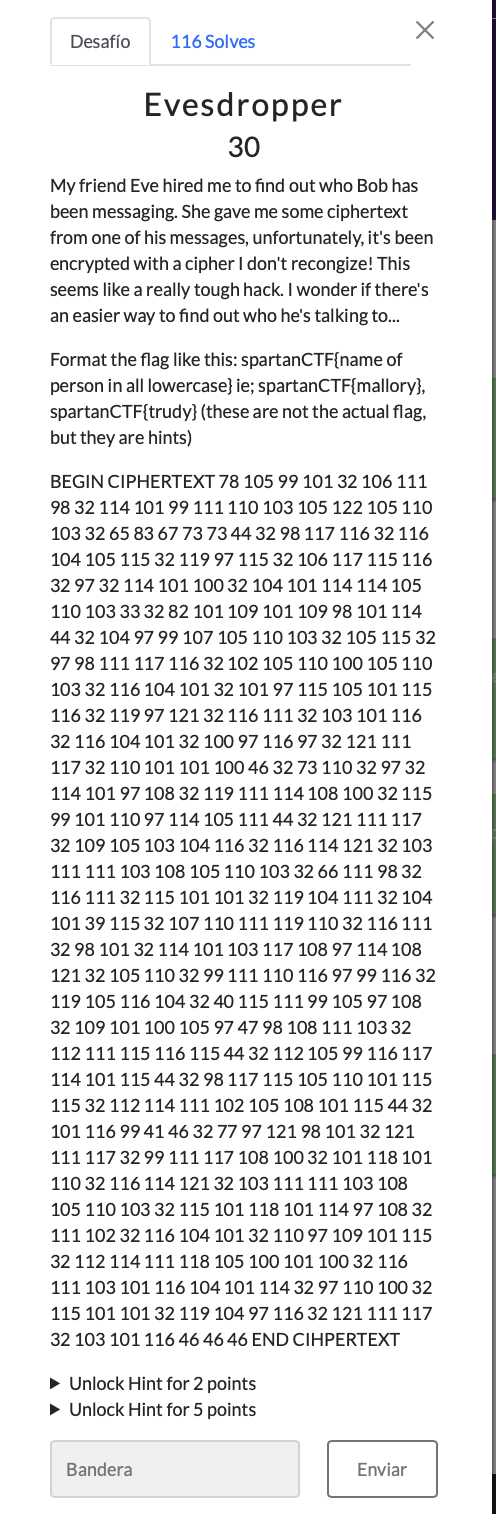 Desafío
116 Solves
Evesdropper
30
My friend Eve hired me to find out who Bob has
been messaging. She gave me some ciphertext
from one of his messages, unfortunately, it's been
encrypted with a cipher I don't recongize! This
seems like a really tough hack. I wonder if there's
an easier way to find out who he's talking to...
Format the flag like this: spartanCTF{name of
person in all lowercase} ie; spartanCTF{mallory},
spartanCTF{trudy} (these are not the actual flag,
but they are hints)
BEGIN CIPHERTEXT 78 105 99 101 32 106 111
98 32 114 101 99 111 110 103 105 122 105 110
103 32 65 83 67 73 73 44 32 98 117 116 32 116
104 105 115 32 119 97 115 32 106 117 115 116
32 97 32 114 101 100 32 104 101 114 114 105
110 103 33 32 82 101 109 101 109 98 101 114
44 32 104 97 99 107 105 110 103 32 105 115 32
97 98 111 117 116 32 102 105 110 100 105 110
103 32 116 104 101 32 101 97 115 105 101 115
116 32 119 97 121 32 116 111 32 103 101 116
32 116 104 101 32 100 97 116 97 32 121 111
117 32 110 101 101 100 46 32 73 110 32 97 32
114 101 97 108 32 119 111 114 108 100 32 115
99 101 110 97 114 105 111 44 32 121 111 117
32 109 105 103 104 116 32 116 114 121 32 103
111 111 103 108 105 110 103 32 66 111 98 32
116 111 32 115 101 101 32 119 104 111 32 104
101 39 115 32 107 110 111 119 110 32 116 111
32 98 101 32 114 101 103 117 108 97 114 108
121 32 105 110 32 99 111 110 116 97 99 116 32
119 105 116 104 32 40 115 111 99 105 97 108
32 109 101 100 105 97 47 98 108 111 103 32
112 111 115 116 115 44 32 112 105 99 116 117
114 101 115 44 32 98 117 115 105 110 101 115
115 32 112 114 111 102 105 108 101 115 44 32
101 116 99 41 46 32 77 97 121 98 101 32 121
111 117 32 99 111 117 108 100 32 101 118 101
110 32 116 114 121 32 103 111 111 103 108
105 110 103 32 115 101 118 101 114 97 108 32
111 102 32 116 104 101 32 110 97 109 101 115
32 112 114 111 118 105 100 101 100 32 116
111 103 101 116 104 101 114 32 97 110 100 32
115 101 101 32 119 104 97 116 32 121 111 117
32 103 101 116 46 46 46 END CIHPERTEXT
Unlock Hint for 2 points
Unlock Hint for 5 points
Bandera
Enviar